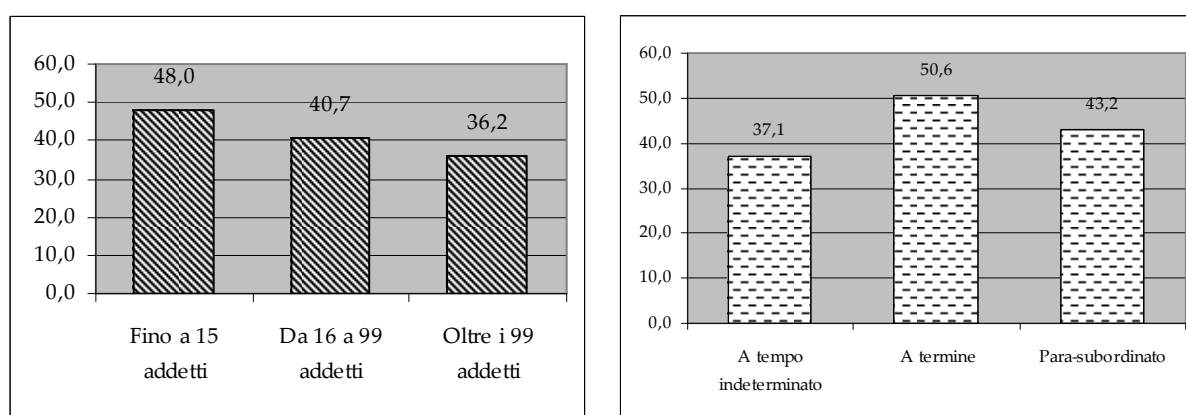 60,0
50,0
40,0
30,0
20,0
10,0
0,0
48,0
40,7
36,2
Fino a 15
addetti
Da 16 a 99
addetti
Oltre i 99
addetti
60,0
50,0
40,0
30,0
20,0
10,0
0,0
37,1
50,6
43,2
A tempo
indeterminato
A termine
Para-subordinato